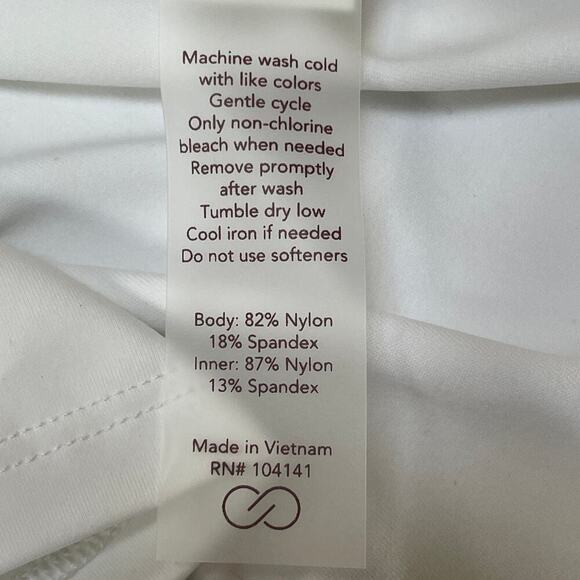 Machine wash cold
with like colors
Gentle cycle
Only non-chlorine
bleach when needed
Remove promptly
after wash
Tumble dry low
Cool iron if needed
Do not use softeners
Body: 82% Nylon
18% Spandex
Inner: 87% Nylon
13% Spandex
Made in Vietnam
RN# 104141